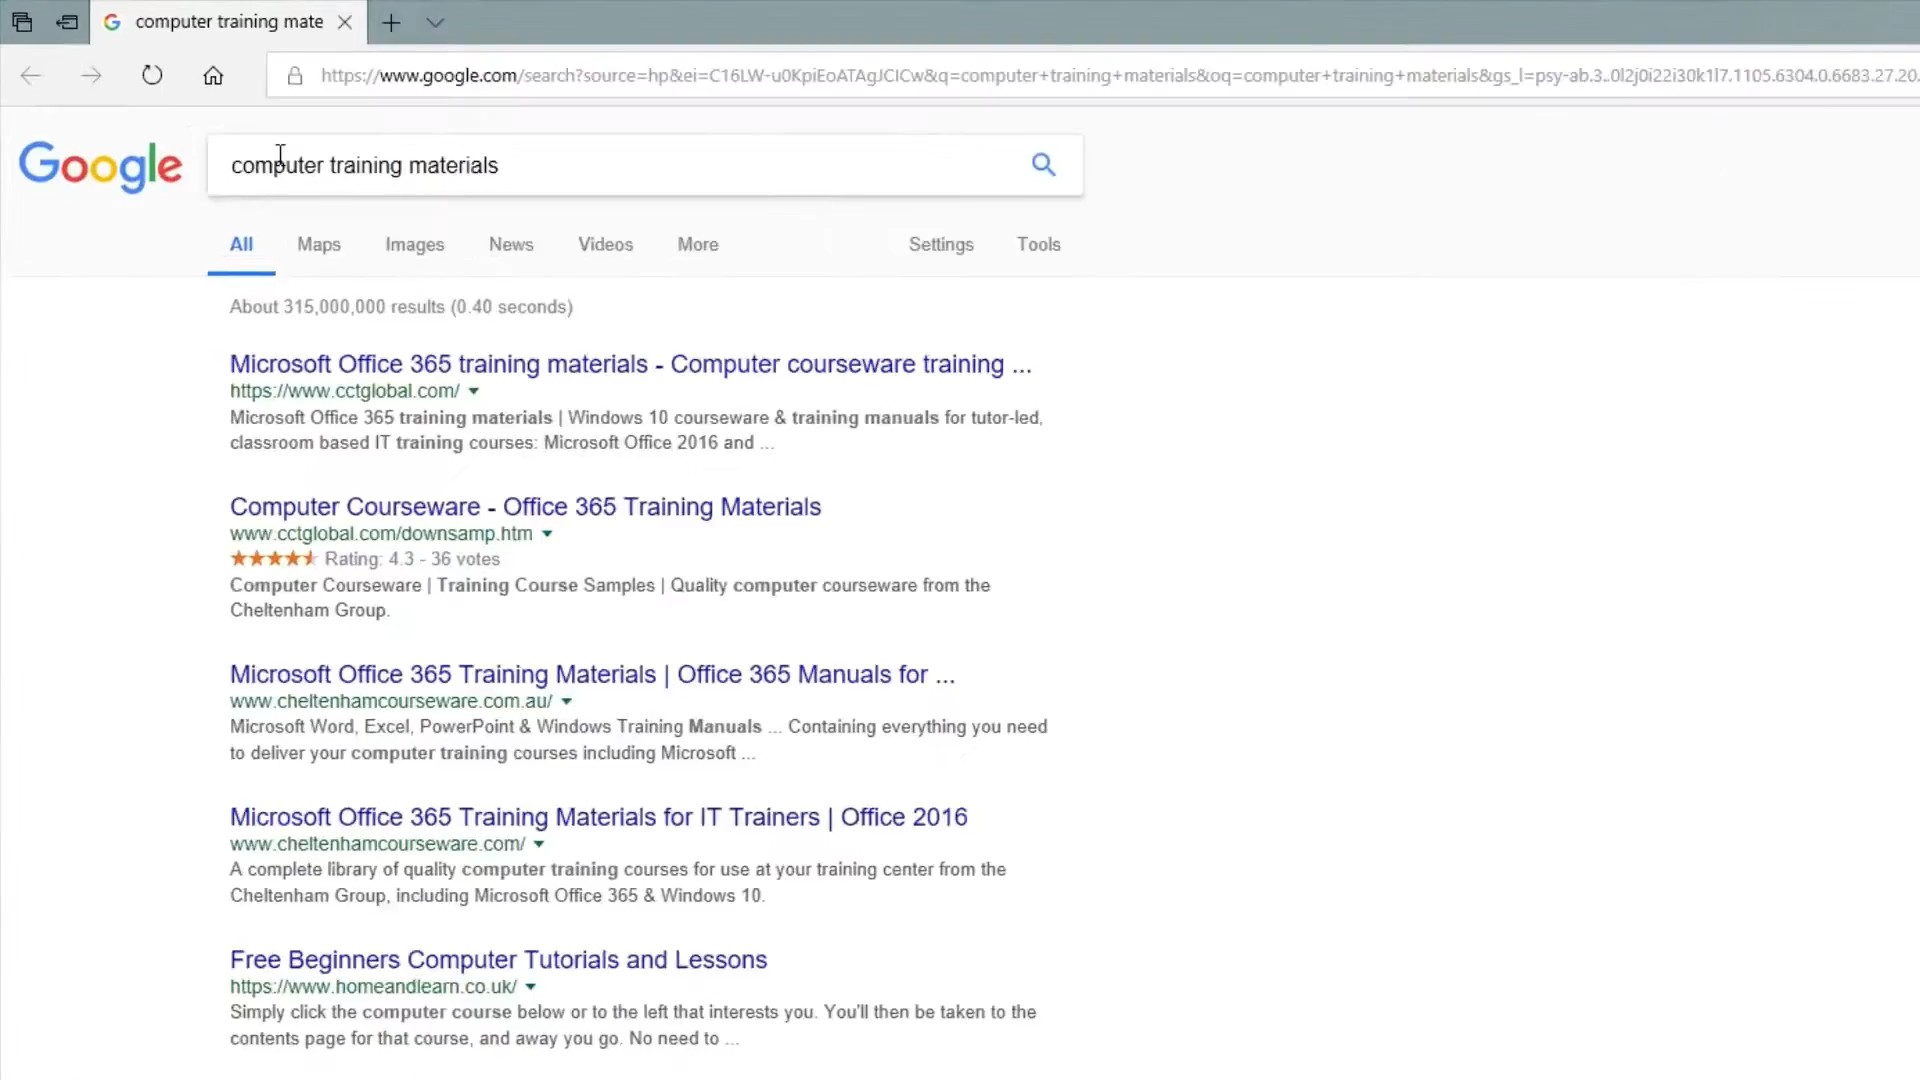 computer training mate
https://www.google.com/search?source=hp&ei=C16LW-u0KpiEoATAgJCICw&q=computer+training+materials&oq=computer+training+materials&gs_l=psy-ab.3..0l2j0i22i30k1l7.1105.6304.0.6683.27.20.
Google
computer training materials
All Maps Images News Videos More Settings Tools
About 315,000,000 results (0.40 seconds)
Microsoft Office 365 training materials - Computer courseware training ...
https://www.cctglobal.com/
Microsoft Office 365 training materials | Windows 10 courseware & training manuals for tutor-led,
classroom based IT training courses: Microsoft Office 2016 and ...
Computer Courseware - Office 365 Training Materials
www.cctglobal.com/downsamp.htm
Rating: 4.3 - 36 votes
Computer Courseware | Training Course Samples | Quality computer courseware from the
Cheltenham Group.
Microsoft Office 365 Training Materials | Office 365 Manuals for ...
www.cheltenhamcourseware.com.au/
Microsoft Word, Excel, PowerPoint & Windows Training Manuals ... Containing everything you need
to deliver your computer training courses including Microsoft ...
Microsoft Office 365 Training Materials for IT Trainers | Office 2016
www.cheltenhamcourseware.com/
A complete library of quality computer training courses for use at your training center from the
Cheltenham Group, including Microsoft Office 365 & Windows 10.
Free Beginners Computer Tutorials and Lessons
https://www.homeandlearn.co.uk/
Simply click the computer course below or to the left that interests you. You'll then be taken to the
contents page for that course, and away you go. No need to ...